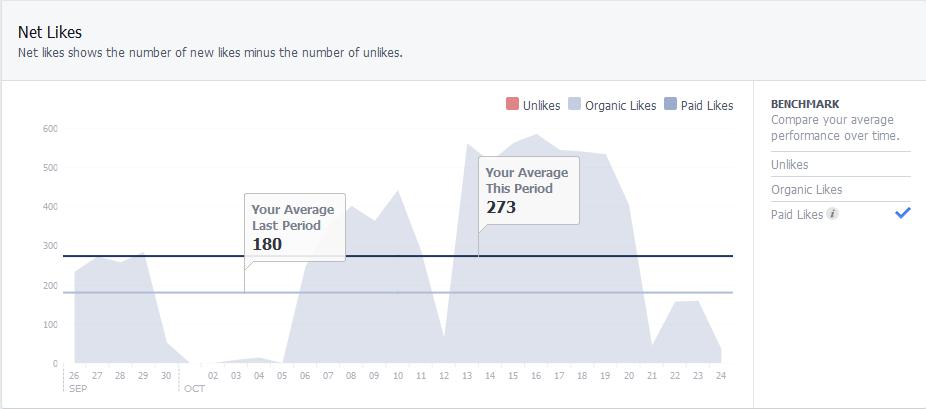 Net Likes
Net likes shows the number of new likes minus the number of unlikes.
Unlikes Organic Likes Paid Likes
600
500
400
300
200
100
0
Your Average
Last Period
180
Your Average
This Period
273
26 27 28 29 30 02 03 04 05 06 07 08 09 10 11 12 13 14 15 16 17 18 19 20 21 22 23 24
SEP OCT
BENCHMARK
Compare your average
performance over time.
Unlikes
Organic Likes
Paid Likes i